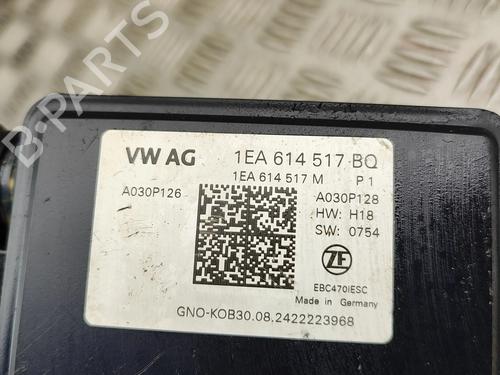 B-PARTS
VW AG 1EA 614 517 BQ
1EA 614 517 M P 1
A030P126 A030P128
HW: H18
SW: 0754
ZF
EBC470IESC
Made in Germany
GNO-KOB30.08.2422223968